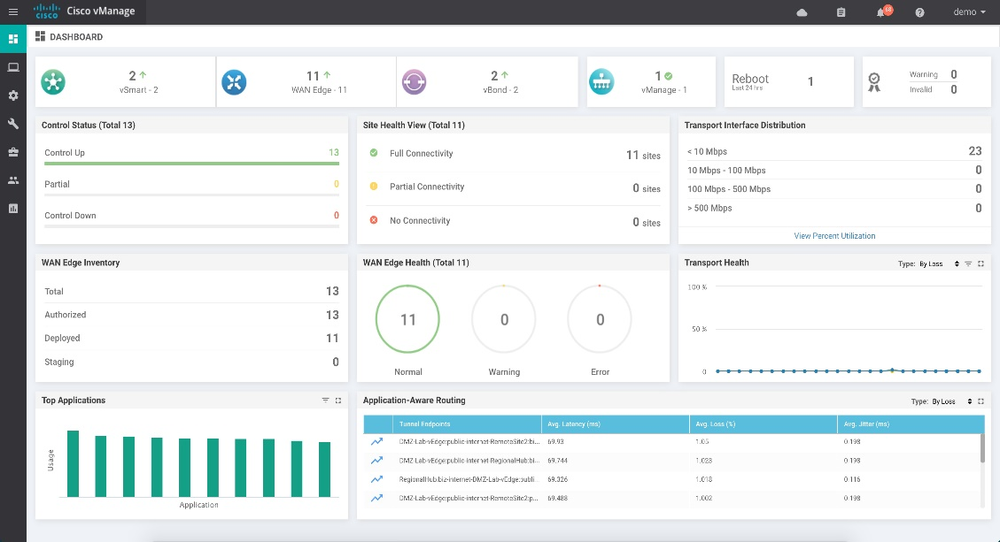 cisco Cisco vManage
68
demo
DASHBOARD
2
vSmart - 2
11
WAN Edge - 11
2
vBond - 2
1
vManage - 1
Reboot
Last 24 hrs.
1
Warning 0
Invalid 0
Control Status (Total 13)
Control Up 13
Partial 0
Control Down 0
Site Health View (Total 11)
Full Connectivity 11 sites
Partial Connectivity 0 sites
No Connectivity 0 sites
Transport Interface Distribution
< 10 Mbps 23
10 Mbps - 100 Mbps 0
100 Mbps - 500 Mbps 0
> 500 Mbps 0
View Percent Utilization
WAN Edge Inventory
Total 13
Authorized 13
Deployed 11
Staging 0
WAN Edge Health (Total 11)
11 0 0
Normal Warning Error
Transport Health
Type: By Loss
100 %
50 %
0
Top Applications
Usage
Application
Application-Aware Routing
Type: By Loss
Tunnel Endpoints Avg. Latency (ms) Avg. Loss (%) Avg. Jitter (ms)
DMZ-Lab-vEdge:public-internet-RemoteSite2:bi... 69.93 1.05 0.198
DMZ-Lab-vEdge:public-internet-RegionalHub:bi... 69.744 1.023 0.198
RegionalHub:biz-internet-DMZ-Lab-vEdge:publi... 69.326 1.018 0.116
DMZ-Lab-vEdge:public-internet-RemoteSite2:p... 69.488 1.002 0.198